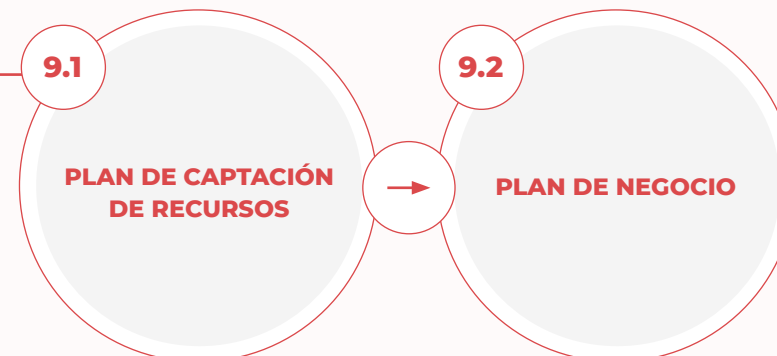 9.1
PLAN DE CAPTACIÓN
DE RECURSOS
9.2
PLAN DE NEGOCIO